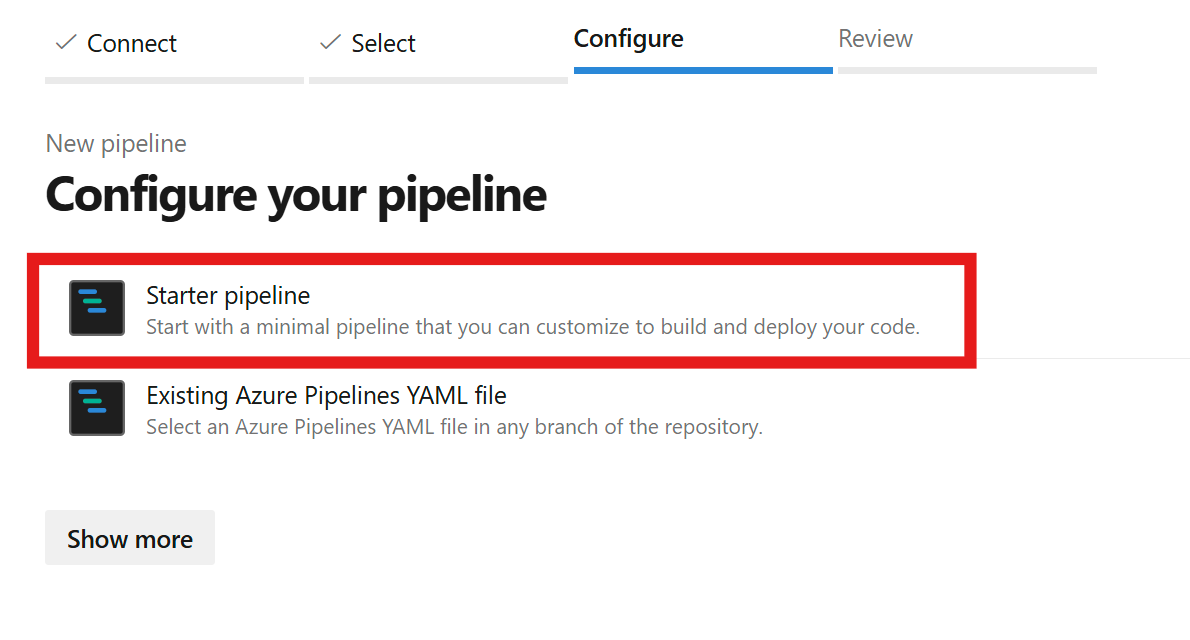 Connect
Select
Configure
Review
New pipeline
Configure your pipeline
Starter pipeline
Start with a minimal pipeline that you can customize to build and deploy your code.
Existing Azure Pipelines YAML file
Select an Azure Pipelines YAML file in any branch of the repository.
Show more